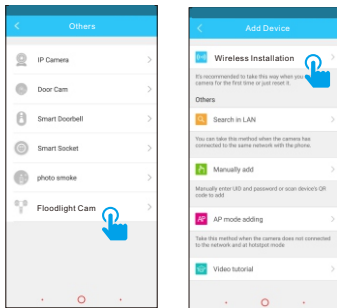 Others
IP Camera
Door Cam
Smart Doorbell
Smart Socket
photo smoke
Floodlight Cam
Add Device
Wireless Installation
It's recommended to take this way when you
camera for the first time or just reset it.
Others
Search in LAN
You can take this method when the camera has
connected to the same network with the phone.
Manually add
Manually enter UID and password or scan device's QR
code to add
AP mode adding
Take this method when the camera does not connected
to the network and at hotspot mode
Video tutorial